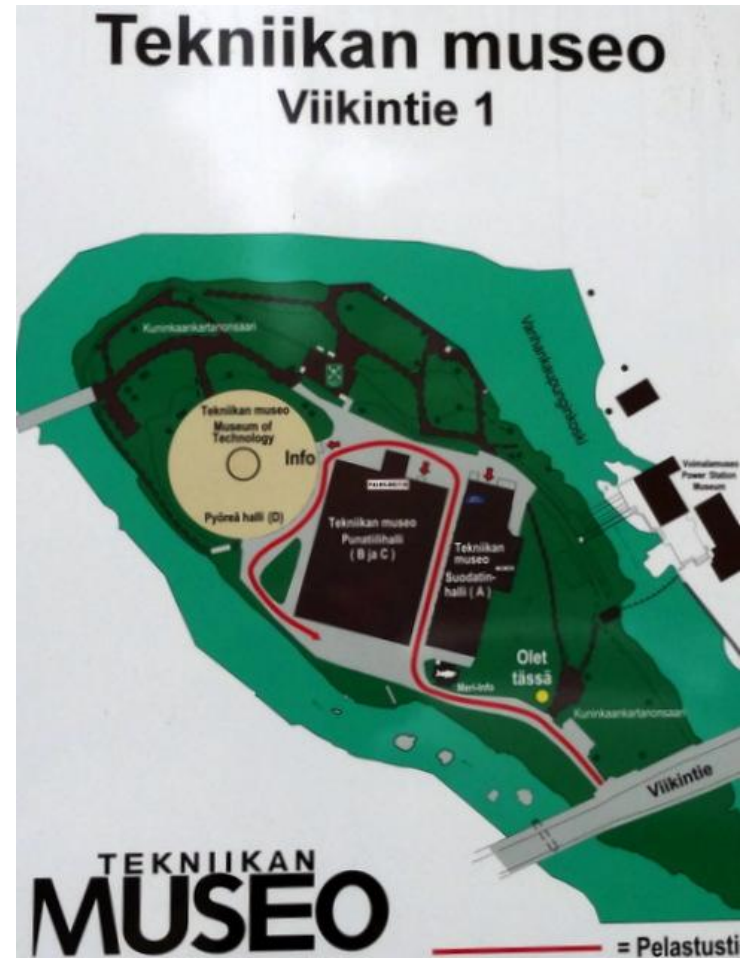 Tekniikan museo
Viikintie 1
Kuninkaankartanonsaari
Vanhankaupunginkoski
Tekniikan museo
Museum of
Technology
Info
Pyöreä halli (D)
Voimalamuseo
Power Station
Museum
Tekniikan museo
Punatiilihalli
( B ja C )
Tekniikan
museo
Suodatin-
halli ( A )
Olet
tässä
Meri-Info
Kuninkaankartanonsaari
Viikintie
TEKNIIKAN
MUSEO
= Pelastusti